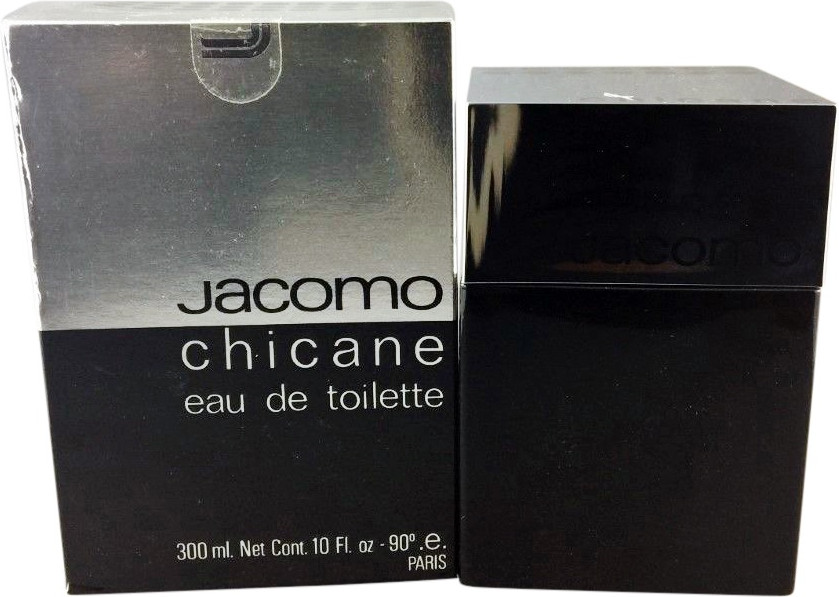 Jacomo
chicane
eau de toilette
300 ml. Net Cont. 10 Fl. oz - 90° .e.
PARIS
Jacomo